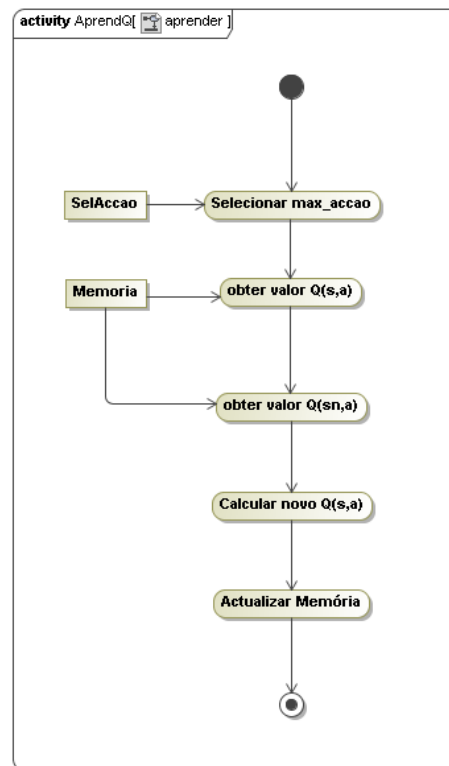 activity AprendQ[ aprender ]
SelAccao
Selecionar max_accao
Memoria
obter valor Q(s,a)
obter valor Q(sn,a)
Calcular novo Q(s,a)
Actualizar Memória